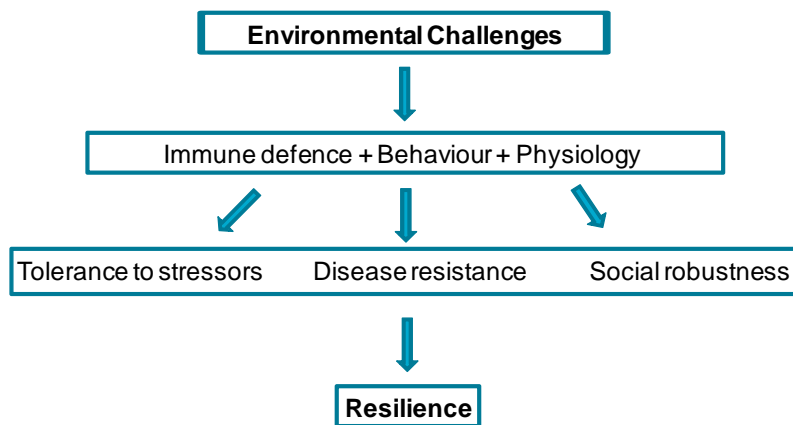 Environmental Challenges
Immune defence + Behaviour + Physiology
Tolerance to stressors Disease resistance Social robustness
Resilience